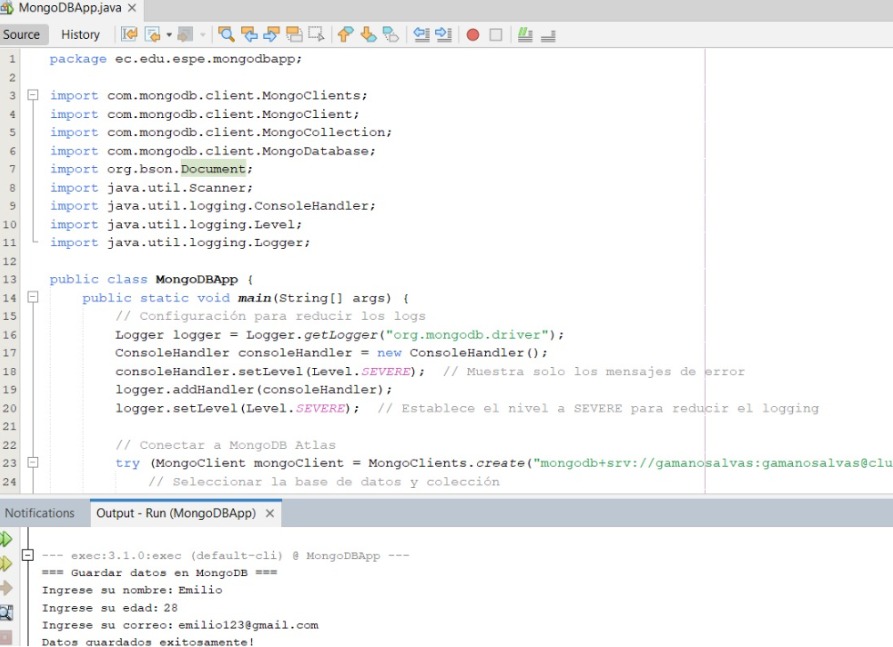 MongoDBApp.java
Source History
1 package ec.edu.espe.mongodbapp;
2
3 import com.mongodb.client.MongoClients;
4 import com.mongodb.client.MongoClient;
5 import com.mongodb.client.MongoCollection;
6 import com.mongodb.client.MongoDatabase;
7 import org.bson.Document;
8 import java.util.Scanner;
9 import java.util.logging.ConsoleHandler;
10 import java.util.logging.Level;
11 import java.util.logging.Logger;
12
13 public class MongoDBApp {
14 public static void main(String[] args) {
15 // Configuración para reducir los logs
16 Logger logger = Logger.getLogger("org.mongodb.driver");
17 ConsoleHandler consoleHandler = new ConsoleHandler();
18 consoleHandler.setLevel(Level.SEVERE); // Muestra solo los mensajes de error
19 logger.addHandler(consoleHandler);
20 logger.setLevel(Level.SEVERE); // Establece el nivel a SEVERE para reducir el logging
21
22 // Conectar a MongoDB Atlas
23 try (MongoClient mongoClient = MongoClients.create("mongodb+srv://gamanosalvas:gamanosalvas@clu
24 // Seleccionar la base de datos y colección
Notifications Output - Run (MongoDBApp)
--- exec:3.1.0:exec (default-cli) @ MongoDBApp ---
=== Guardar datos en MongoDB ===
Ingrese su nombre: Emilio
Ingrese su edad: 28
Ingrese su correo: emilio123@gmail.com
Datos guardados exitosamente!